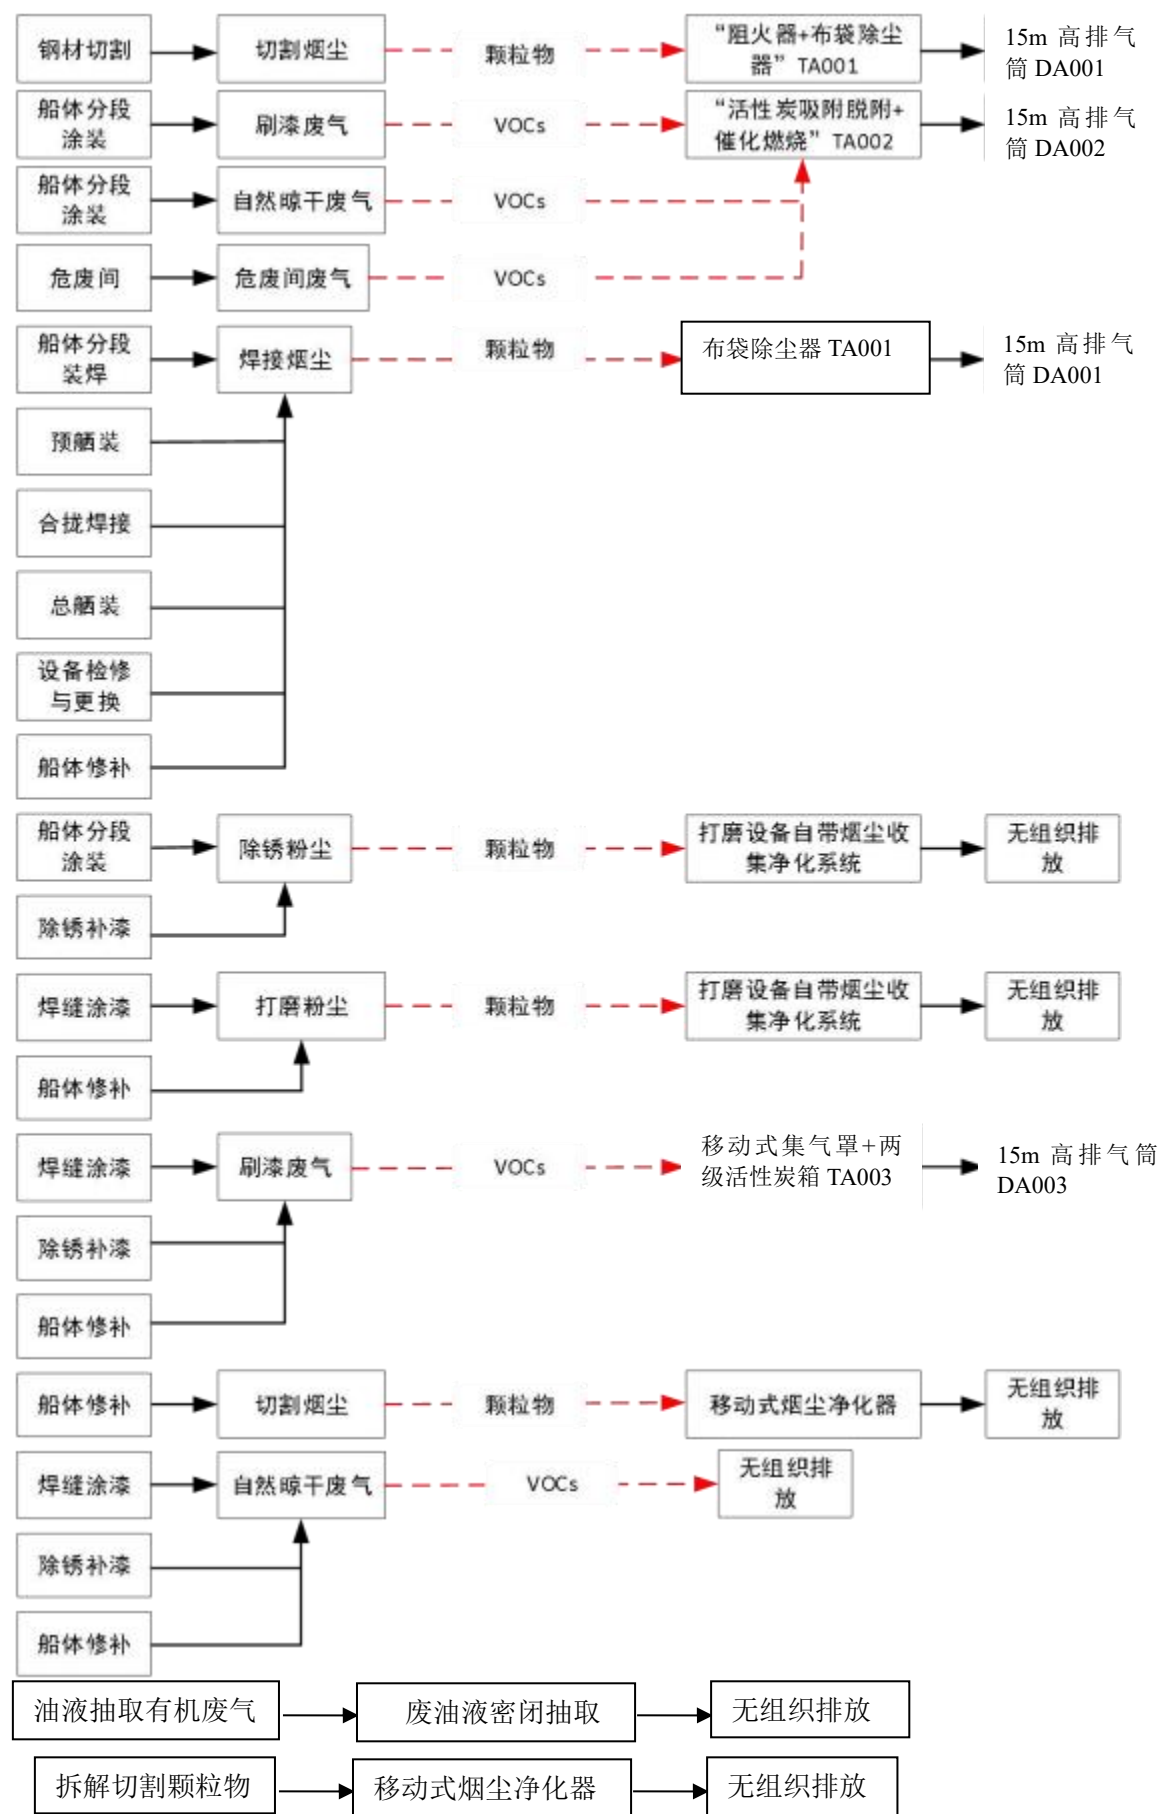 钢材切割
切割烟尘
颗粒物
“阻火器+布袋除尘
器”TA001
15m 高排气
筒 DA001
船体分段
涂装
刷漆废气
VOCs
“活性炭吸附脱附+
催化燃烧”TA002
15m 高排气
筒 DA002
船体分段
涂装
自然晾干废气
VOCs
危废间
危废间废气
VOCs
船体分段
装焊
焊接烟尘
颗粒物
布袋除尘器 TA001
15m 高排气
筒 DA001
预舾装
合拢焊接
总舾装
设备检修
与更换
船体修补
船体分段
涂装
除锈粉尘
颗粒物
打磨设备自带烟尘收
集净化系统
无组织排
放
除锈补漆
焊缝涂漆
打磨粉尘
颗粒物
打磨设备自带烟尘收
集净化系统
无组织排
放
船体修补
焊缝涂漆
刷漆废气
VOCs
移动式集气罩+两
级活性炭箱 TA003
15m 高排气筒
DA003
除锈补漆
船体修补
船体修补
切割烟尘
颗粒物
移动式烟尘净化器
无组织排
放
焊缝涂漆
自然晾干废气
VOCs
无组织排
放
除锈补漆
船体修补
油液抽取有机废气
废油液密闭抽取
无组织排放
拆解切割颗粒物
移动式烟尘净化器
无组织排放